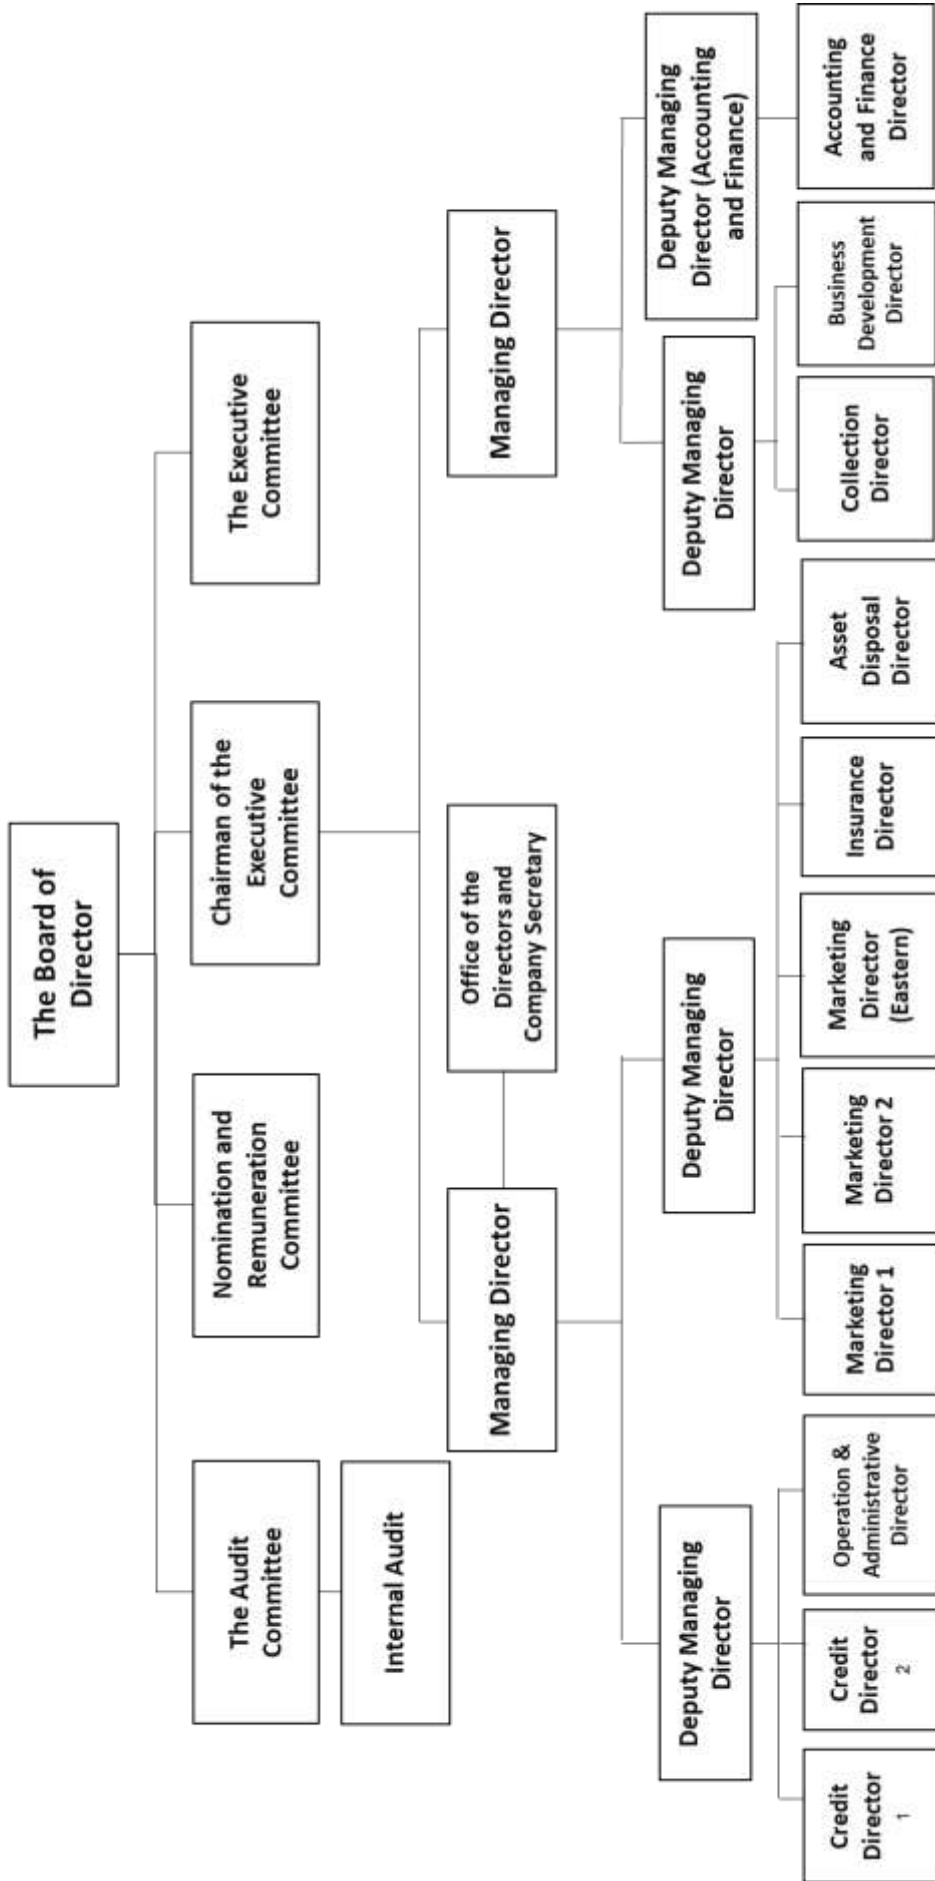 The Board of
Director
The Audit
Committee
Nomination and
Remuneration
Committee
Chairman of the
Executive
Committee
The Executive
Committee
Internal Audit
Managing Director
Office of the
Directors and
Company Secretary
Managing Director
Deputy Managing
Director
Deputy Managing
Director
Deputy Managing
Director
Deputy Managing
Director (Accounting
and Finance)
Credit
Director
1
Credit
Director
2
Operation &
Administrative
Director
Marketing
Director 1
Marketing
Director 2
Marketing
Director
(Eastern)
Insurance
Director
Asset
Disposal
Director
Collection
Director
Business
Development
Director
Accounting
and Finance
Director